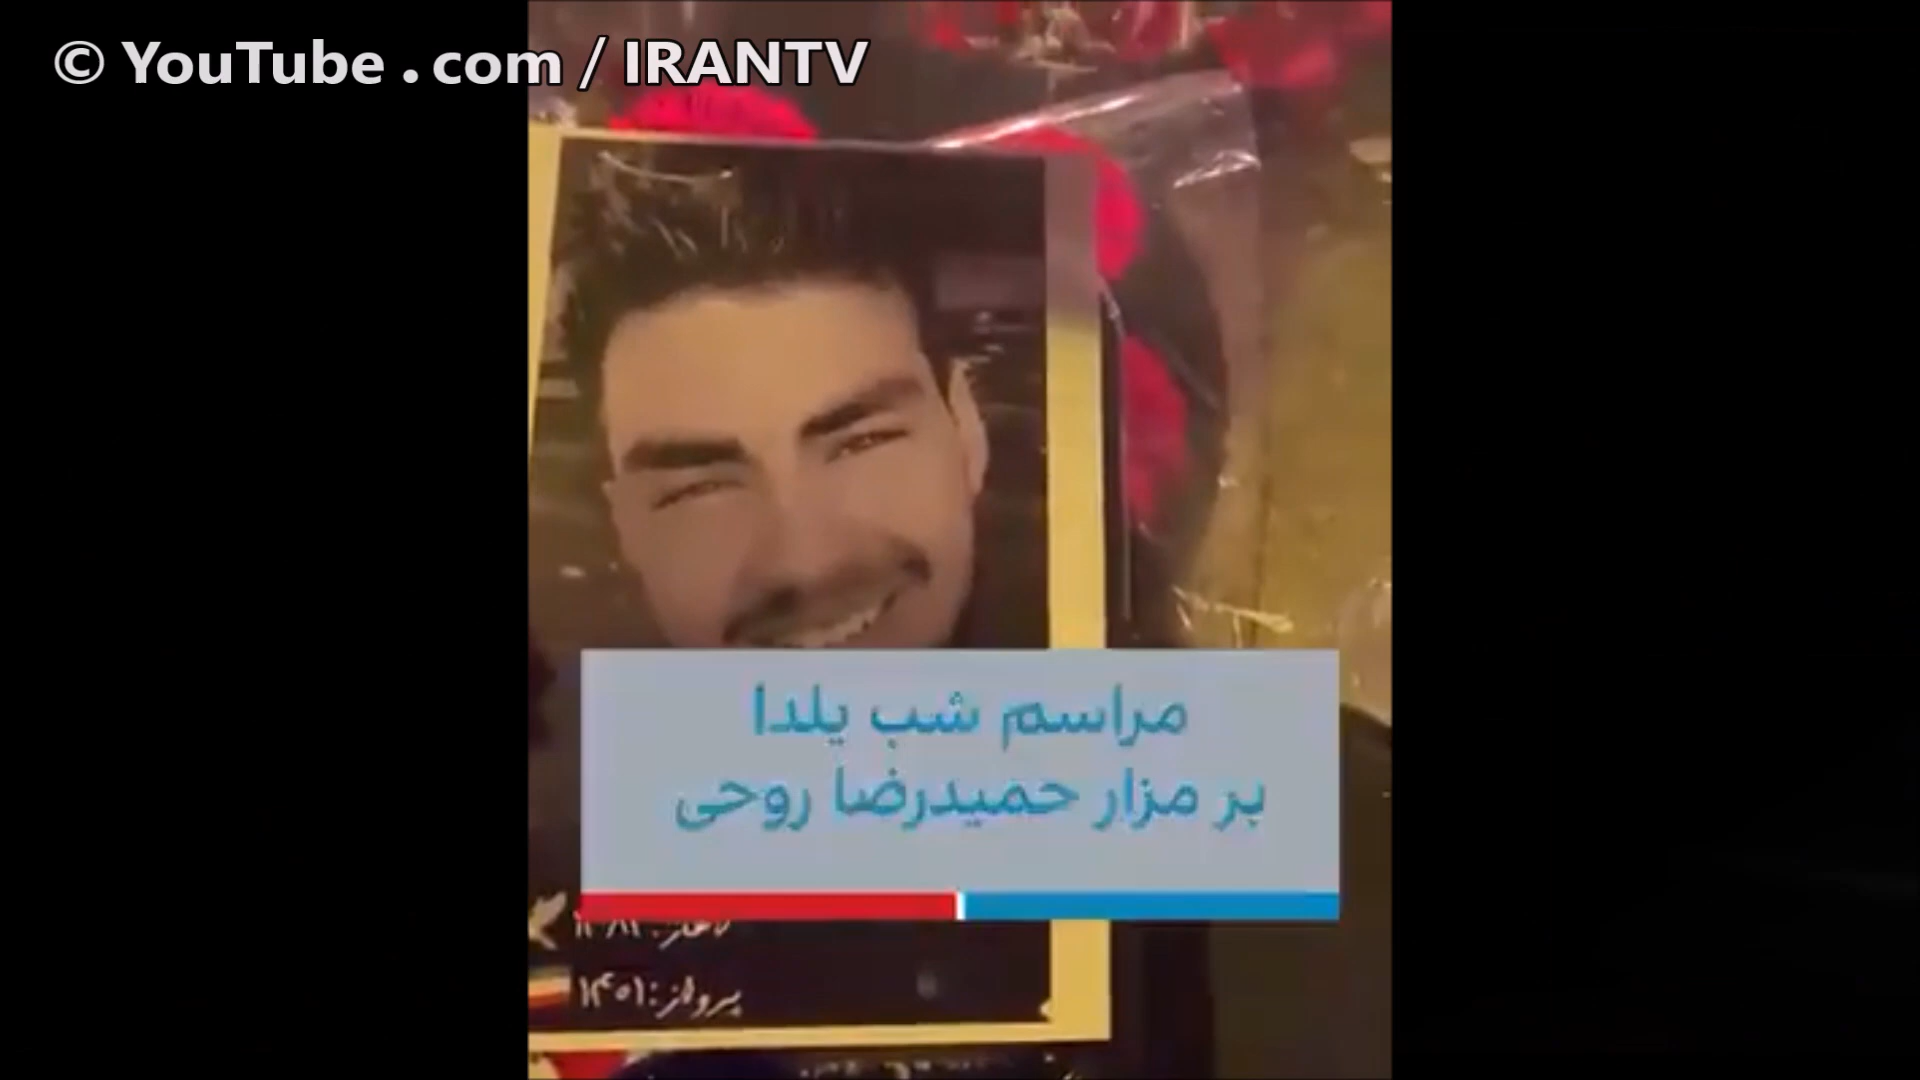 © YouTube . com / IRANTV
مراسم شب یلدا
بر مزار حمیدرضا روحی
پرواز: ۱۴۰۱